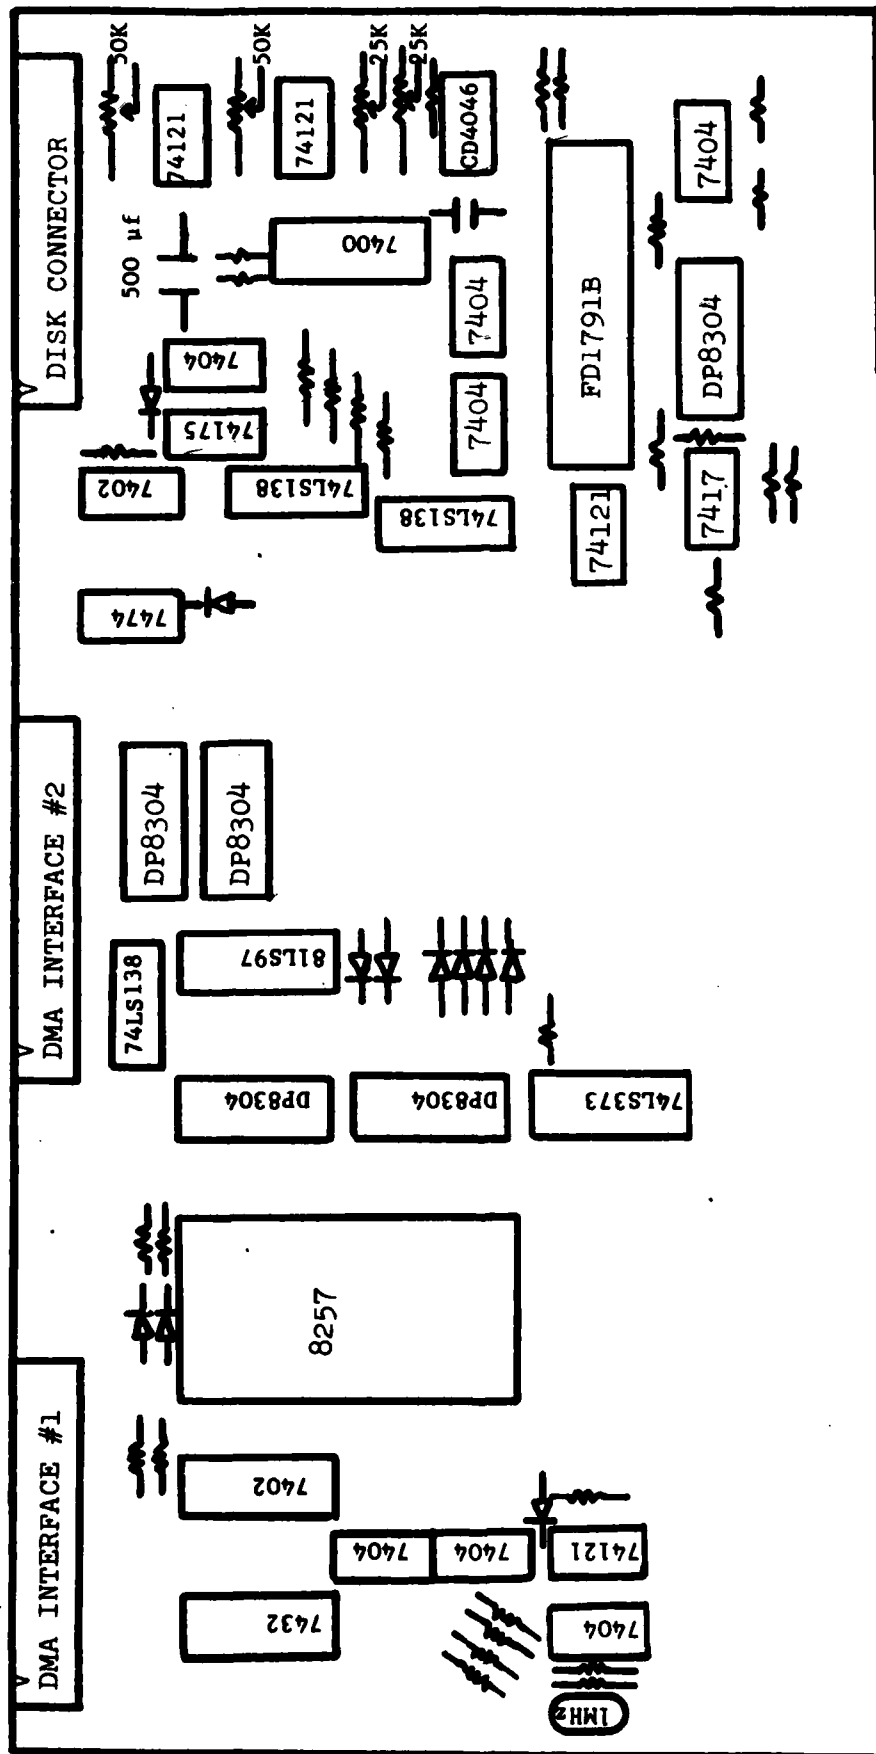 DISK CONNECTOR
50K
50K
25K
25K
74121
74121
CD4046
500 µf
7400
7404
7404
7404
74175
7402
74LS138
74LS138
FD1791B
7404
DP8304
7417
74121
7474
DMA INTERFACE #2
DP8304
DP8304
74LS138
81LS97
DP8304
DP8304
74LS373
8257
DMA INTERFACE #1
7402
7404
7404
74121
7432
7404
1MHz